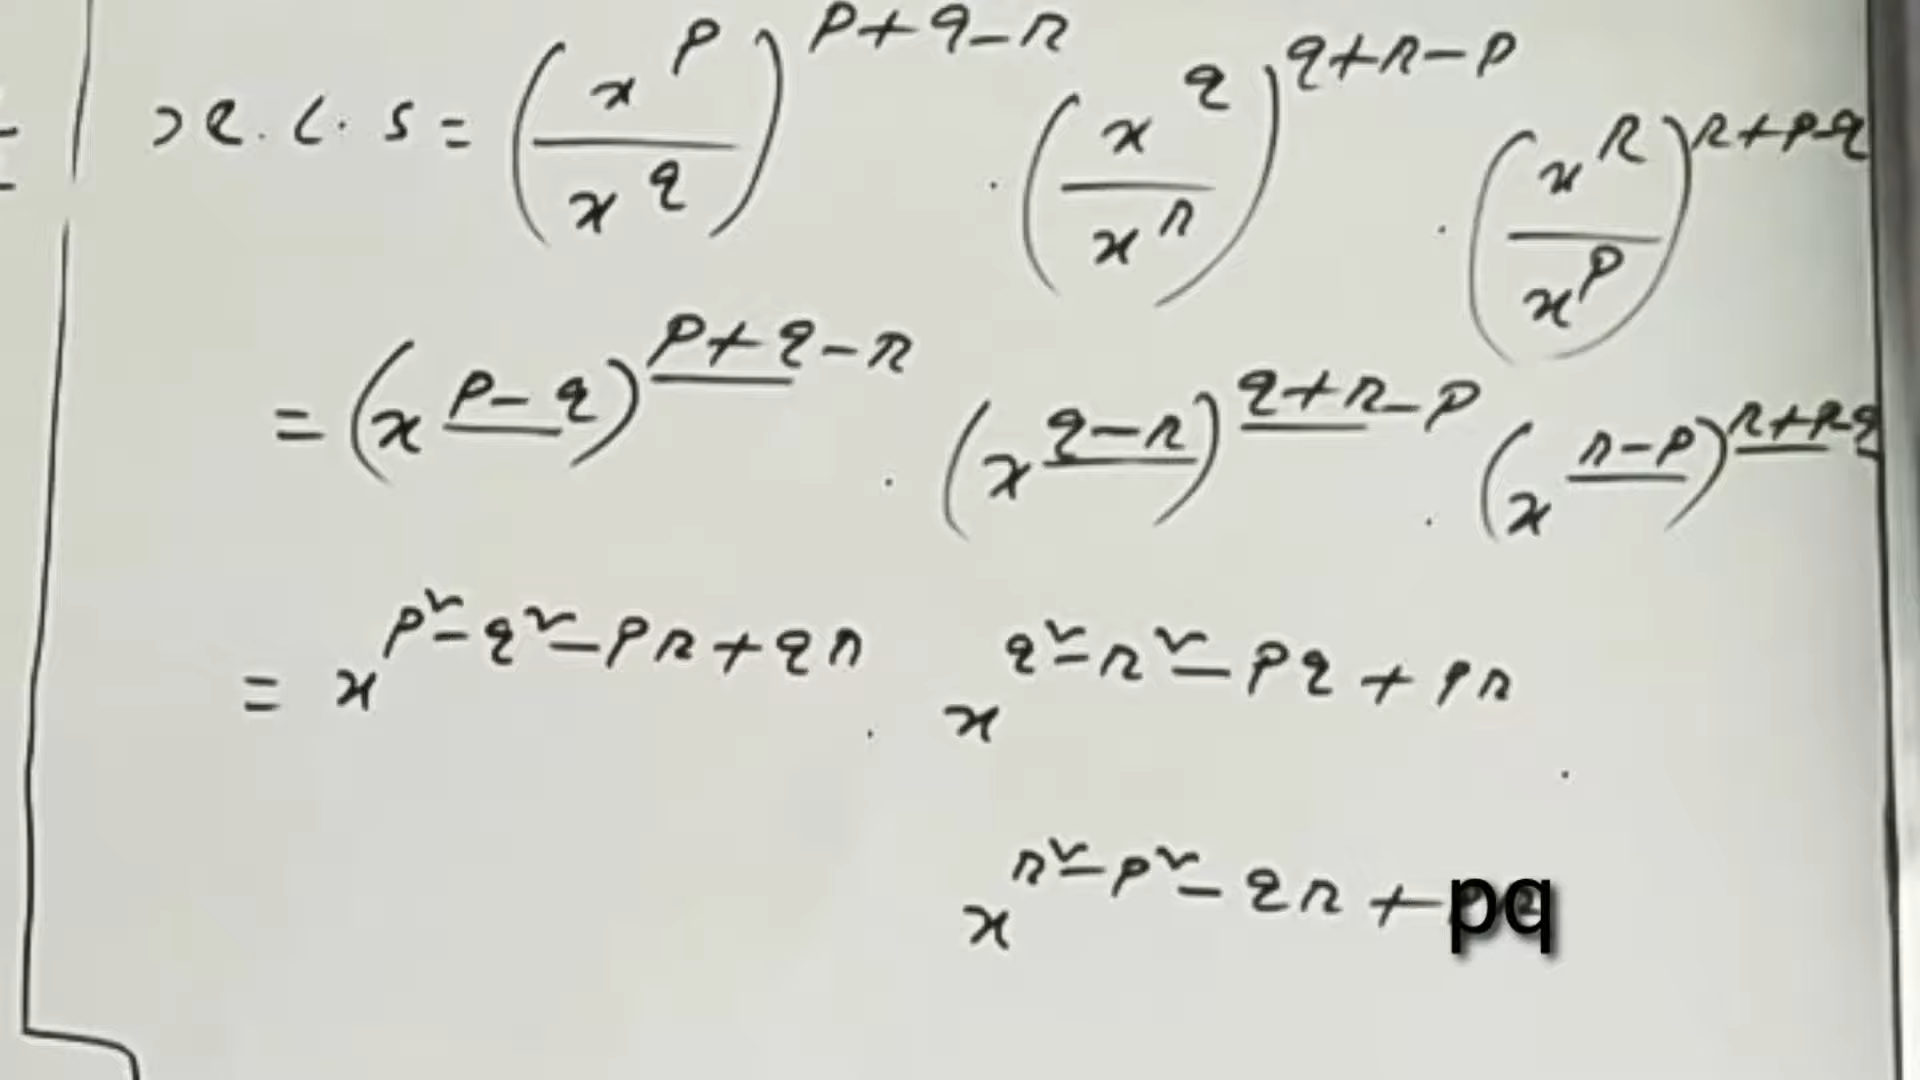 L.S = (x^p / x^q)^(p+q-r) . (x^q / x^r)^(q+r-p) . (x^r / x^p)^(r+p-q)
= (x^(p-q))^(p+q-r) . (x^(q-r))^(q+r-p) . (x^(r-p))^(r+p-q)
= x^(p²-q²-pr+qr) . x^(q²-r²-pq+pr) .
x^(r²-p²-qr+pq)